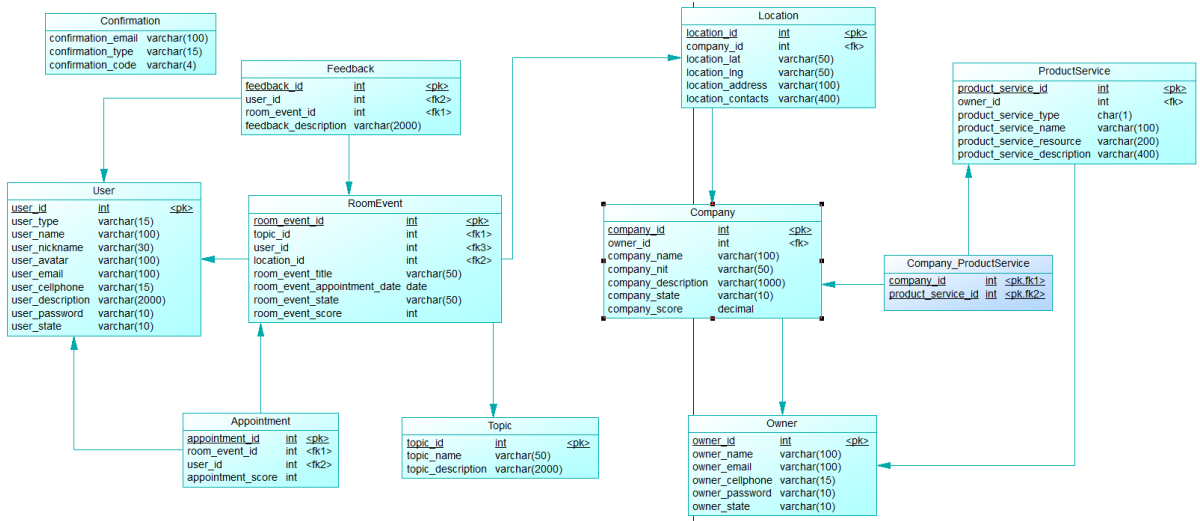 Confirmation
confirmation_email varchar(100)
confirmation_type varchar(15)
confirmation_code varchar(4)
Feedback
feedback_id int <pk>
user_id int <fk2>
room_event_id int <fk1>
feedback_description varchar(2000)
Location
location_id int <pk>
company_id int <fk>
location_lat varchar(50)
location_lng varchar(50)
location_address varchar(100)
location_contacts varchar(400)
ProductService
product_service_id int <pk>
owner_id int <fk>
product_service_type char(1)
product_service_name varchar(100)
product_service_resource varchar(200)
product_service_description varchar(400)
User
user_id int <pk>
user_type varchar(15)
user_name varchar(100)
user_nickname varchar(30)
user_avatar varchar(100)
user_email varchar(100)
user_cellphone varchar(15)
user_description varchar(2000)
user_password varchar(10)
user_state varchar(10)
RoomEvent
room_event_id int <pk>
topic_id int <fk1>
user_id int <fk3>
location_id int <fk2>
room_event_title varchar(50)
room_event_appointment_date date
room_event_state varchar(50)
room_event_score int
Company
company_id int <pk>
owner_id int <fk>
company_name varchar(100)
company_nit varchar(50)
company_description varchar(1000)
company_state varchar(10)
company_score decimal
Company_ProductService
company_id int <pk,fk1>
product_service_id int <pk,fk2>
Appointment
appointment_id int <pk>
room_event_id int <fk1>
user_id int <fk2>
appointment_score int
Topic
topic_id int <pk>
topic_name varchar(50)
topic_description varchar(2000)
Owner
owner_id int <pk>
owner_name varchar(100)
owner_email varchar(100)
owner_cellphone varchar(15)
owner_password varchar(10)
owner_state varchar(10)